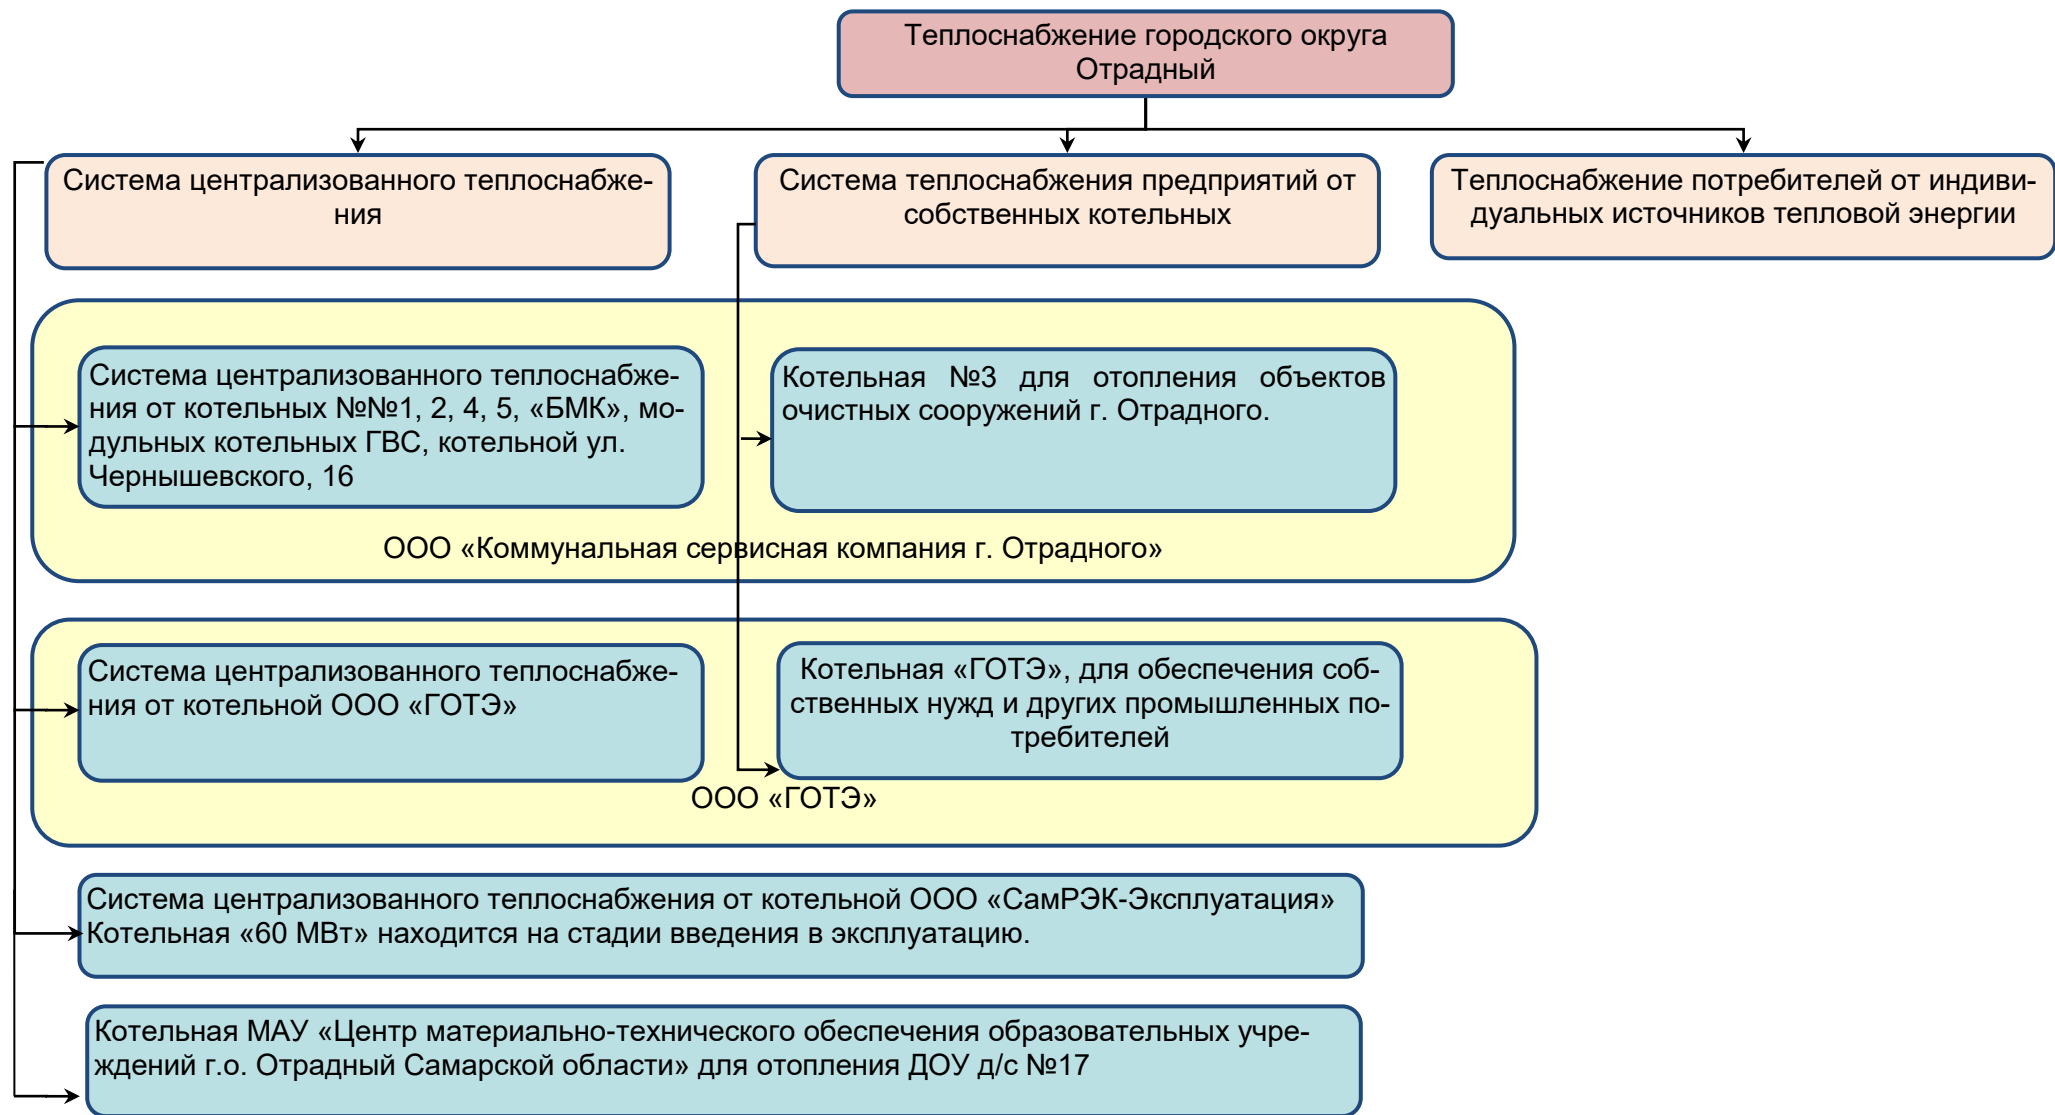 Теплоснабжение городского округа
Отрадный
Система централизованного теплоснабже-
ния
Система теплоснабжения предприятий от
собственных котельных
Теплоснабжение потребителей от индиви-
дуальных источников тепловой энергии
Система централизованного теплоснабже-
ния от котельных №№1, 2, 4, 5, «БМК», мо-
дульных котельных ГВС, котельной ул.
Чернышевского, 16
Котельная №3 для отопления объектов
очистных сооружений г. Отрадного.
ООО «Коммунальная сервисная компания г. Отрадного»
Система централизованного теплоснабже-
ния от котельной ООО «ГОТЭ»
Котельная «ГОТЭ», для обеспечения соб-
ственных нужд и других промышленных по-
требителей
ООО «ГОТЭ»
Система централизованного теплоснабжения от котельной ООО «СамРЭК-Эксплуатация»
Котельная «60 МВт» находится на стадии введения в эксплуатацию.
Котельная МАУ «Центр материально-технического обеспечения образовательных учре-
ждений г.о. Отрадный Самарской области» для отопления ДОУ д/с №17